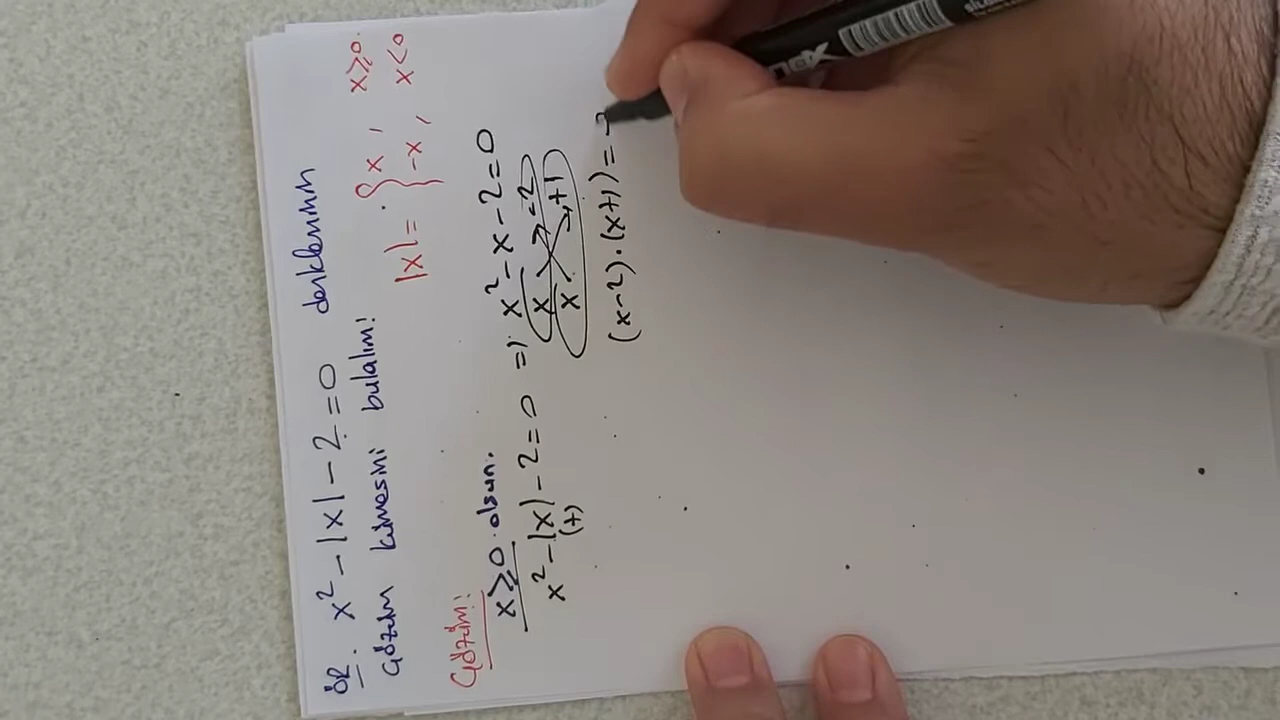 ÖR. x² - |x| - 2 = 0 denkleminin
Çözüm kümesini bulalım!
|x| = { x , x ≥ 0.
-x , x < 0
Çözüm:
x ≥ 0 olsun.
x² - |x| - 2 = 0 => x² - x - 2 = 0
(+)
x -2
x +1
(x-2).(x+1) =